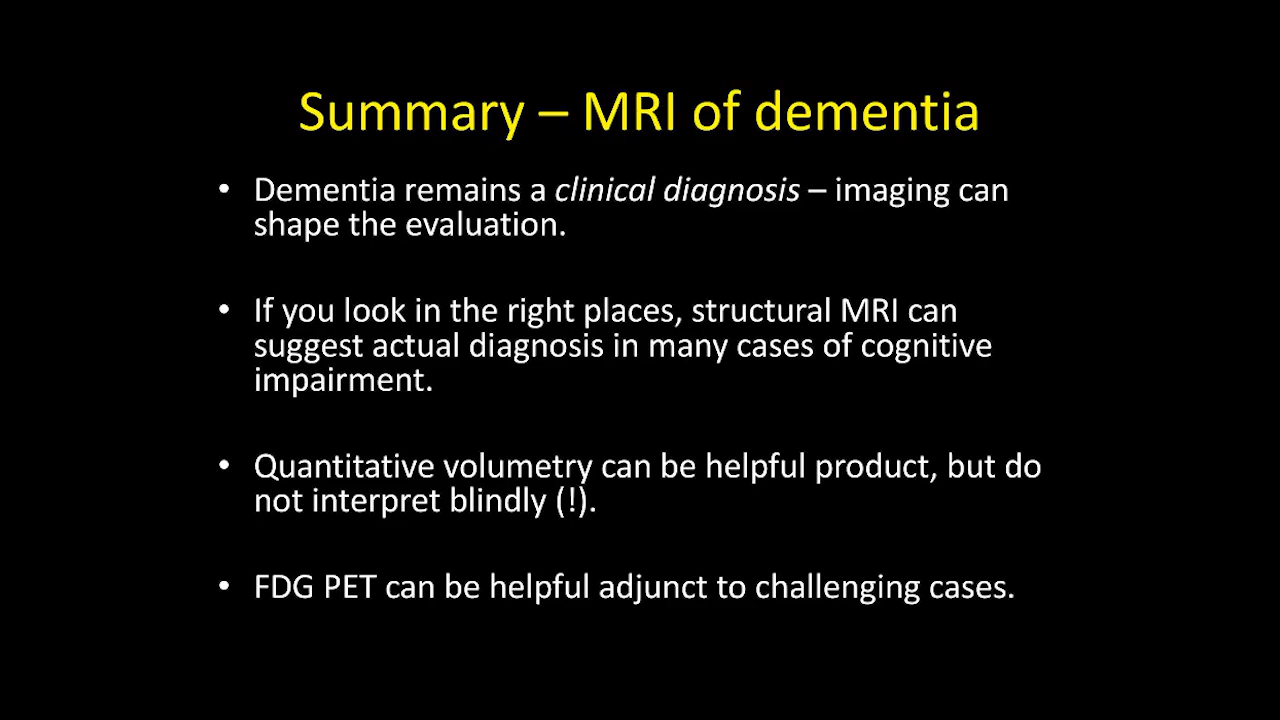 Summary – MRI of dementia
• Dementia remains a clinical diagnosis – imaging can
shape the evaluation.
• If you look in the right places, structural MRI can
suggest actual diagnosis in many cases of cognitive
impairment.
• Quantitative volumetry can be helpful product, but do
not interpret blindly (!).
• FDG PET can be helpful adjunct to challenging cases.